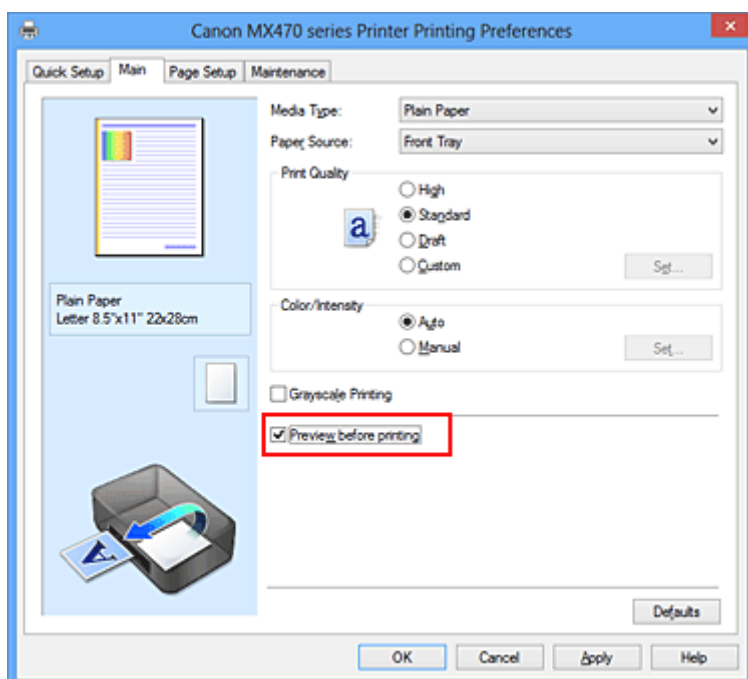 Canon MX470 series Printer Printing Preferences
Quick Setup Main Page Setup Maintenance
Media Type: Plain Paper
Paper Source: Front Tray
Print Quality
High
a Standard
Draft
Custom Set...
Plain Paper
Letter 8.5"x11" 22x28cm
Color/Intensity
Auto
Manual Set...
Grayscale Printing
Preview before printing
A
Defaults
OK Cancel Apply Help